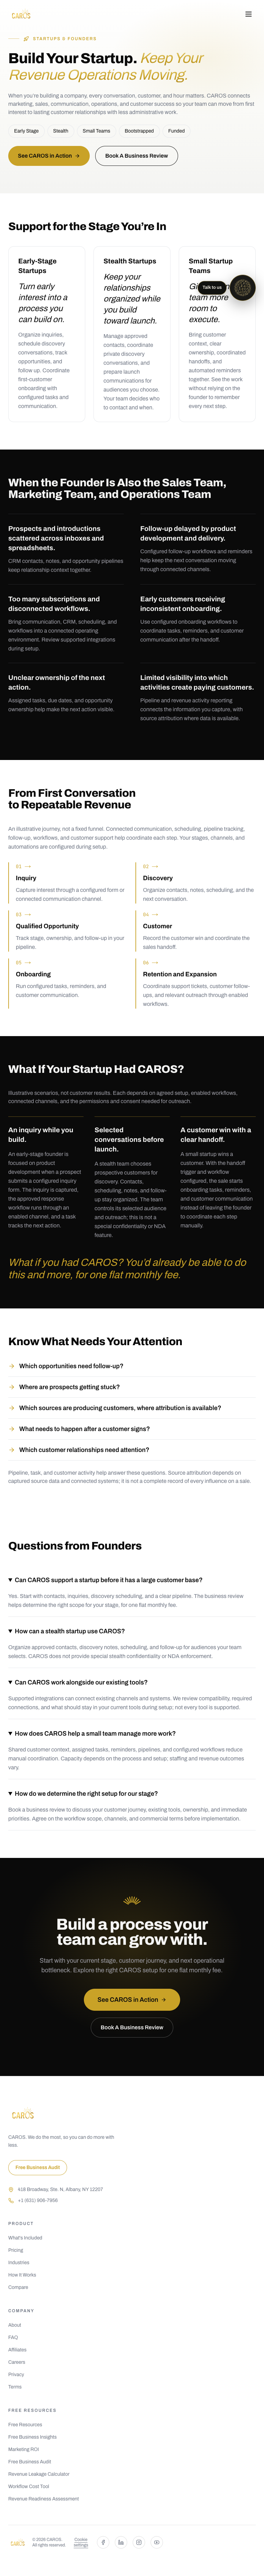 CAROS
STARTUPS & FOUNDERS
Build Your Startup. Keep Your
Revenue Operations Moving.
When you're building a company, every conversation, customer, and hour matters. CAROS connects
marketing, sales, communication, operations, and customer success so your team can move from first
interest to lasting customer relationships with less administrative work.
Early Stage Stealth Small Teams Bootstrapped Funded
See CAROS in Action →
Book A Business Review
Support for the Stage You're In
Early-Stage
Startups
Turn early
interest into a
process you
can build on.
Organize inquiries,
schedule discovery
conversations, track
opportunities, and
follow up. Coordinate
first-customer
onboarding with
configured tasks and
communication.
Stealth Startups
Keep your
relationships
organized while
you build
toward launch.
Manage approved
contacts, coordinate
private discovery
conversations, and
prepare launch
communications for
audiences you choose.
Your team decides who
to contact and when.
Small Startup
Teams
Talk to us
team more
room to
execute.
Bring customer
context, clear
ownership, coordinated
handoffs, and
automated reminders
together. See the work
without relying on the
founder to remember
every next step.
When the Founder Is Also the Sales Team,
Marketing Team, and Operations Team
Prospects and introductions
scattered across inboxes and
spreadsheets.
CRM contacts, notes, and opportunity pipelines
keep relationship context together.
Follow-up delayed by product
development and delivery.
Configured follow-up workflows and reminders
help keep the next conversation moving
through connected channels.
Too many subscriptions and
disconnected workflows.
Bring communication, CRM, scheduling, and
workflows into a connected operating
environment. Review supported integrations
during setup.
Early customers receiving
inconsistent onboarding.
Use configured onboarding workflows to
coordinate tasks, reminders, and customer
communication after the handoff.
Unclear ownership of the next
action.
Assigned tasks, due dates, and opportunity
ownership help make the next action visible.
Limited visibility into which
activities create paying customers.
Pipeline and revenue activity reporting
connects the information you capture, with
source attribution where data is available.
From First Conversation
to Repeatable Revenue
An illustrative journey, not a fixed funnel. Connected communication, scheduling, pipeline tracking,
follow-up, workflows, and customer support help coordinate each step. Your stages, channels, and
automations are configured during setup.
01 →
Inquiry
Capture interest through a configured form or
connected communication channel.
02 →
Discovery
Organize contacts, notes, scheduling, and the
next conversation.
03 →
Qualified Opportunity
Track stage, ownership, and follow-up in your
pipeline.
04 →
Customer
Record the customer win and coordinate the
sales handoff.
05 →
Onboarding
Run configured tasks, reminders, and
customer communication.
06 →
Retention and Expansion
Coordinate support tickets, customer follow-
ups, and relevant outreach through enabled
workflows.
What If Your Startup Had CAROS?
Illustrative scenarios, not customer results. Each depends on agreed setup, enabled workflows,
connected channels, and the permissions and consent needed for outreach.
An inquiry while you
build.
An early-stage founder is
focused on product
development when a prospect
submits a configured inquiry
form. The inquiry is captured,
the approved response
workflow runs through an
enabled channel, and a task
tracks the next action.
Selected
conversations before
launch.
A stealth team chooses
prospective customers for
discovery. Contacts,
scheduling, notes, and follow-
up stay organized. The team
controls its selected audience
and outreach; this is not a
special confidentiality or NDA
feature.
A customer win with a
clear handoff.
A small startup wins a
customer. With the handoff
trigger and workflow
configured, the sale starts
onboarding tasks, reminders,
and customer communication
instead of leaving the founder
to coordinate each step
manually.
What if you had CAROS? You'd already be able to do
this and more, for one flat monthly fee.
Know What Needs Your Attention
→ Which opportunities need follow-up?
→ Where are prospects getting stuck?
→ Which sources are producing customers, where attribution is available?
→ What needs to happen after a customer signs?
→ Which customer relationships need attention?
Pipeline, task, and customer activity help answer these questions. Source attribution depends on
captured source data and connected systems; it is not a complete record of every influence on a sale.
Questions from Founders
▼ Can CAROS support a startup before it has a large customer base?
Yes. Start with contacts, inquiries, discovery scheduling, and a clear pipeline. The business review
helps determine the right scope for your stage, for one flat monthly fee.
▼ How can a stealth startup use CAROS?
Organize approved contacts, discovery notes, scheduling, and follow-up for audiences your team
selects. CAROS does not provide special stealth confidentiality or NDA enforcement.
▼ Can CAROS work alongside our existing tools?
Supported integrations can connect existing channels and systems. We review compatibility, required
connections, and what should stay in your current tools during setup; not every tool is supported.
▼ How does CAROS help a small team manage more work?
Shared customer context, assigned tasks, reminders, pipelines, and configured workflows reduce
manual coordination. Capacity depends on the process and setup; staffing and revenue outcomes
vary.
▼ How do we determine the right setup for our stage?
Book a business review to discuss your customer journey, existing tools, ownership, and immediate
priorities. Agree on the workflow scope, channels, and commercial terms before implementation.
Build a process your
team can grow with.
Start with your current stage, customer journey, and next operational
bottleneck. Explore the right CAROS setup for one flat monthly fee.
See CAROS in Action →
Book A Business Review
CAROS
CAROS. We do the most, so you can do more with
less.
Free Business Audit
418 Broadway, Ste. N, Albany, NY 12207
+1 (631) 908-7956
PRODUCT
What's Included
Pricing
Industries
How It Works
Compare
COMPANY
About
FAQ
Affiliates
Careers
Privacy
Terms
FREE RESOURCES
Free Resources
Free Business Insights
Marketing ROI
Free Business Audit
Revenue Leakage Calculator
Workflow Cost Tool
Revenue Readiness Assessment
CAROS
© 2026 CAROS.
All rights reserved.
Cookie
settings